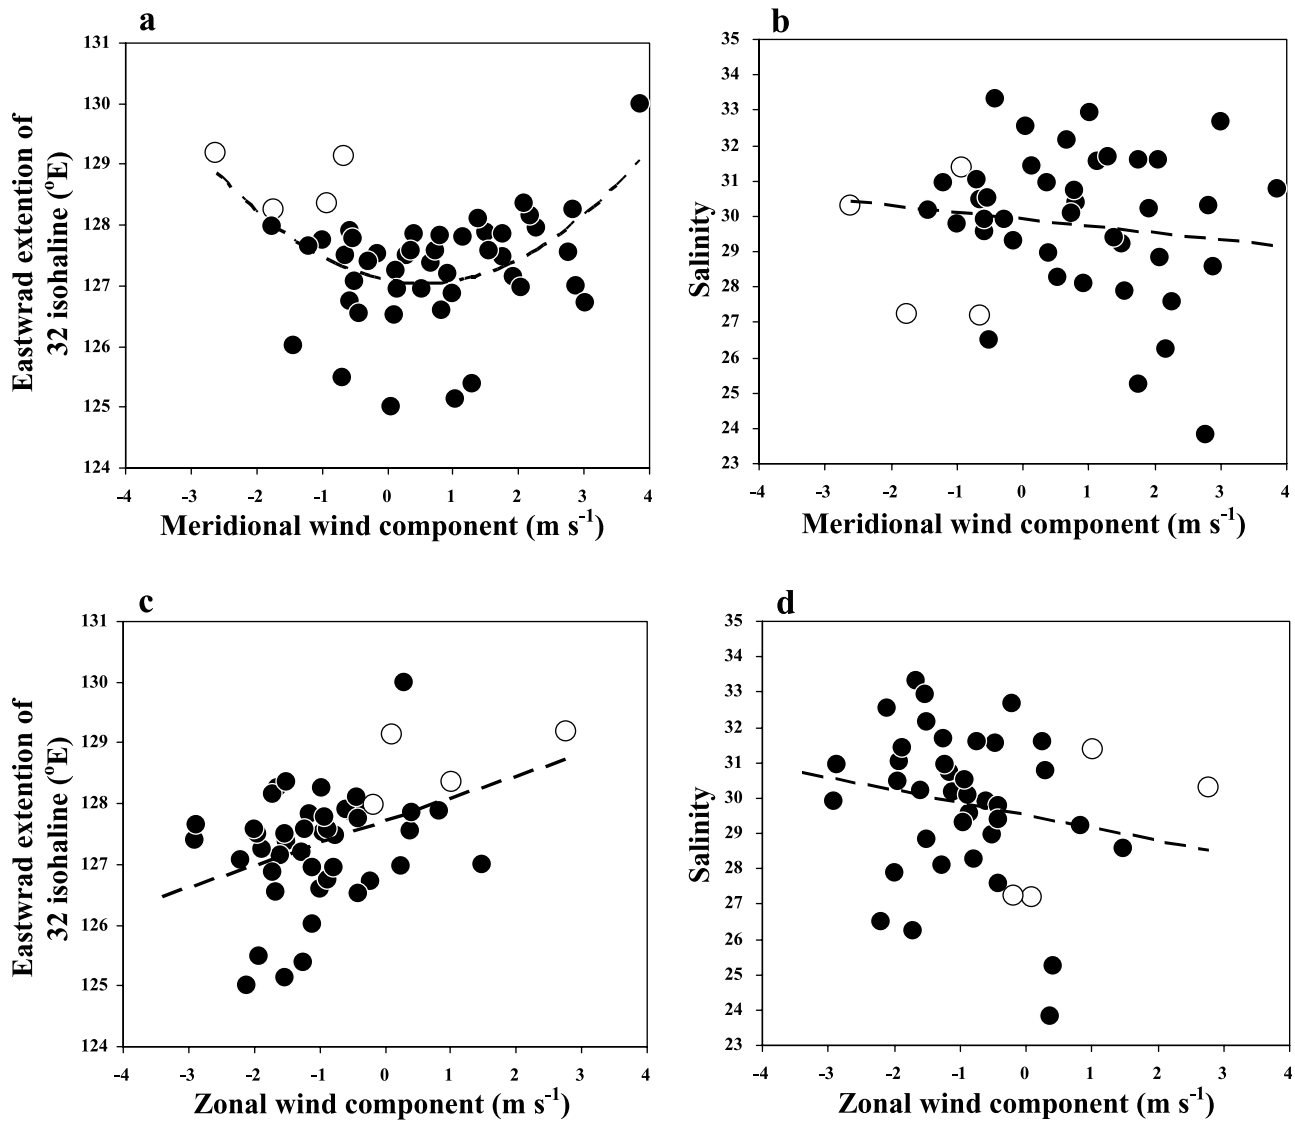 a
131
130
129
128
127
126
125
124
-4 -3 -2 -1 0 1 2 3 4
Eastwrad extention of
32 isohaline (°E)
Meridional wind component (m s-1)
b
35
34
33
32
31
30
29
28
27
26
25
24
23
-4 -3 -2 -1 0 1 2 3 4
Salinity
Meridional wind component (m s-1)
c
131
130
129
128
127
126
125
124
-4 -3 -2 -1 0 1 2 3 4
Eastwrad extention of
32 isohaline (°E)
Zonal wind component (m s-1)
d
35
34
33
32
31
30
29
28
27
26
25
24
23
-4 -3 -2 -1 0 1 2 3 4
Salinity
Zonal wind component (m s-1)